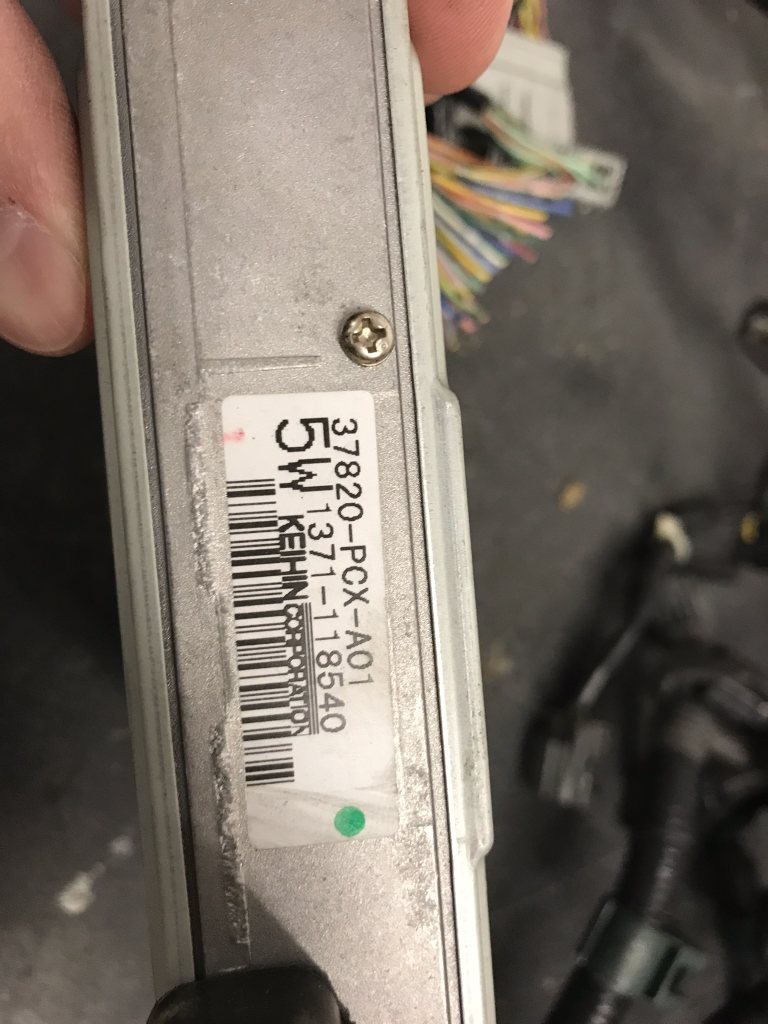 37820-PCX-A01
5W 1371-118540
KEIHIN CORPORATION